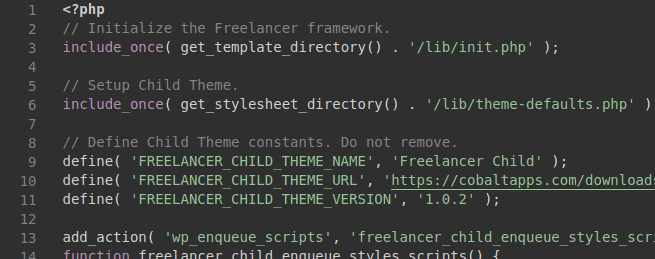 1 <?php
2 // Initialize the Freelancer framework.
3 include_once( get_template_directory() . '/lib/init.php' );
4
5 // Setup Child Theme.
6 include_once( get_stylesheet_directory() . '/lib/theme-defaults.php' )
7
8 // Define Child Theme constants. Do not remove.
9 define( 'FREELANCER_CHILD_THEME_NAME', 'Freelancer Child' );
10 define( 'FREELANCER_CHILD_THEME_URL', 'https://cobaltapps.com/downloads
11 define( 'FREELANCER_CHILD_THEME_VERSION', '1.0.2' );
12
13 add_action( 'wp_enqueue_scripts', 'freelancer_child_enqueue_styles_scri
14 function freelancer_child_enqueue_styles_scripts() {